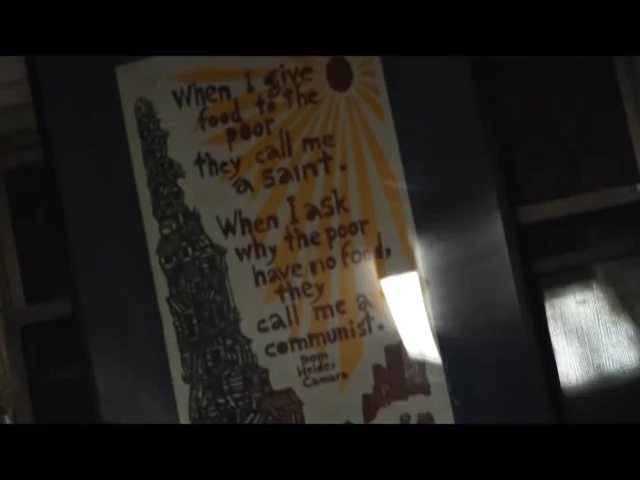 When I give
food to the
poor
they call me
a saint.
When I ask
why the poor
have no food,
they
call me a
communist.
Dom
Helder
Camara